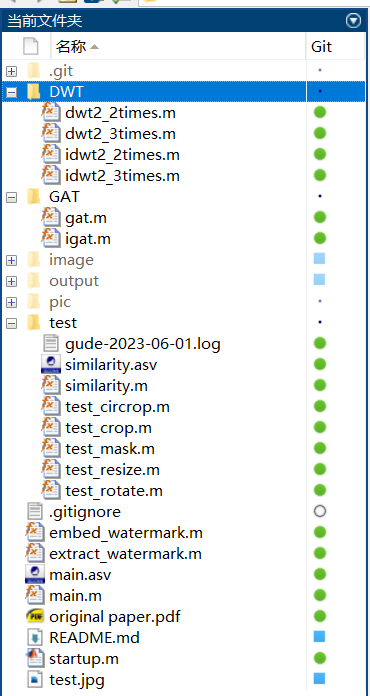 当前文件夹
名称 Git
.git
DWT
dwt2_2times.m
dwt2_3times.m
idwt2_2times.m
idwt2_3times.m
GAT
gat.m
igat.m
image
output
pic
test
gude-2023-06-01.log
similarity.asv
similarity.m
test_circrop.m
test_crop.m
test_mask.m
test_resize.m
test_rotate.m
.gitignore
embed_watermark.m
extract_watermark.m
main.asv
main.m
original paper.pdf
README.md
startup.m
test.jpg